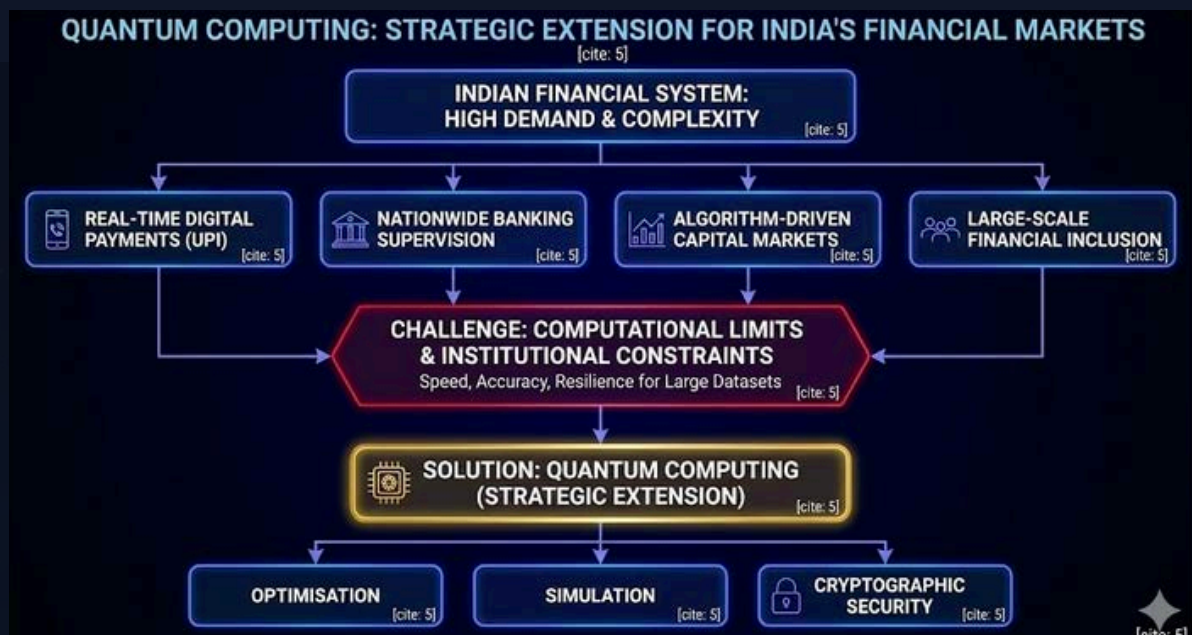 QUANTUM COMPUTING: STRATEGIC EXTENSION FOR INDIA'S FINANCIAL MARKETS
[cite: 5]
INDIAN FINANCIAL SYSTEM:
HIGH DEMAND & COMPLEXITY
[cite: 5]
REAL-TIME DIGITAL
PAYMENTS (UPI)
[cite: 5]
NATIONWIDE BANKING
SUPERVISION
[cite: 5]
ALGORITHM-DRIVEN
CAPITAL MARKETS
[cite: 5]
LARGE-SCALE
FINANCIAL INCLUSION
[cite: 5]
CHALLENGE: COMPUTATIONAL LIMITS
& INSTITUTIONAL CONSTRAINTS
Speed, Accuracy, Resilience for Large Datasets
[cite: 5]
SOLUTION: QUANTUM COMPUTING
(STRATEGIC EXTENSION)
[cite: 5]
OPTIMISATION
[cite: 5]
SIMULATION
[cite: 5]
CRYPTOGRAPHIC
SECURITY
[cite: 5]
[cite: 5]